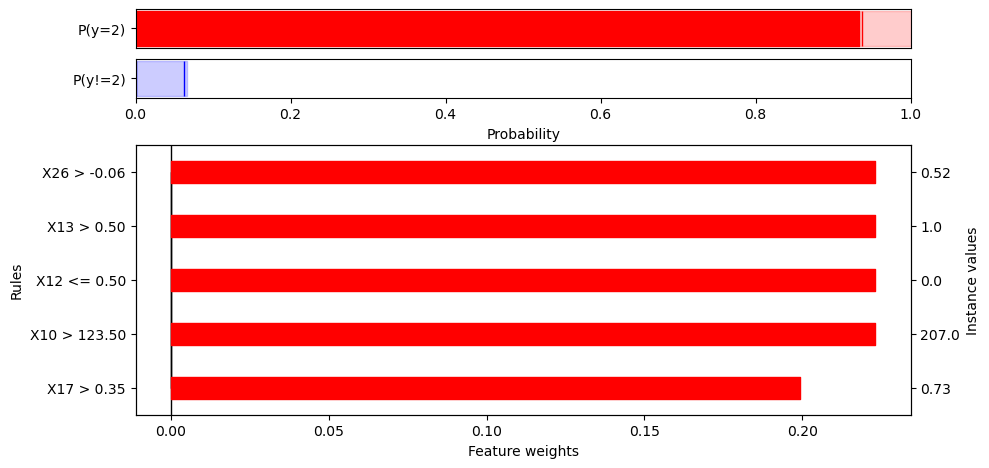 P(y=2)
P(y!=2)
0.0 0.2 0.4 0.6 0.8 1.0
Probability
Rules
X26 > -0.06 0.52
X13 > 0.50 1.0
X12 <= 0.50 0.0
X10 > 123.50 207.0
X17 > 0.35 0.73
Instance values
0.00 0.05 0.10 0.15 0.20
Feature weights